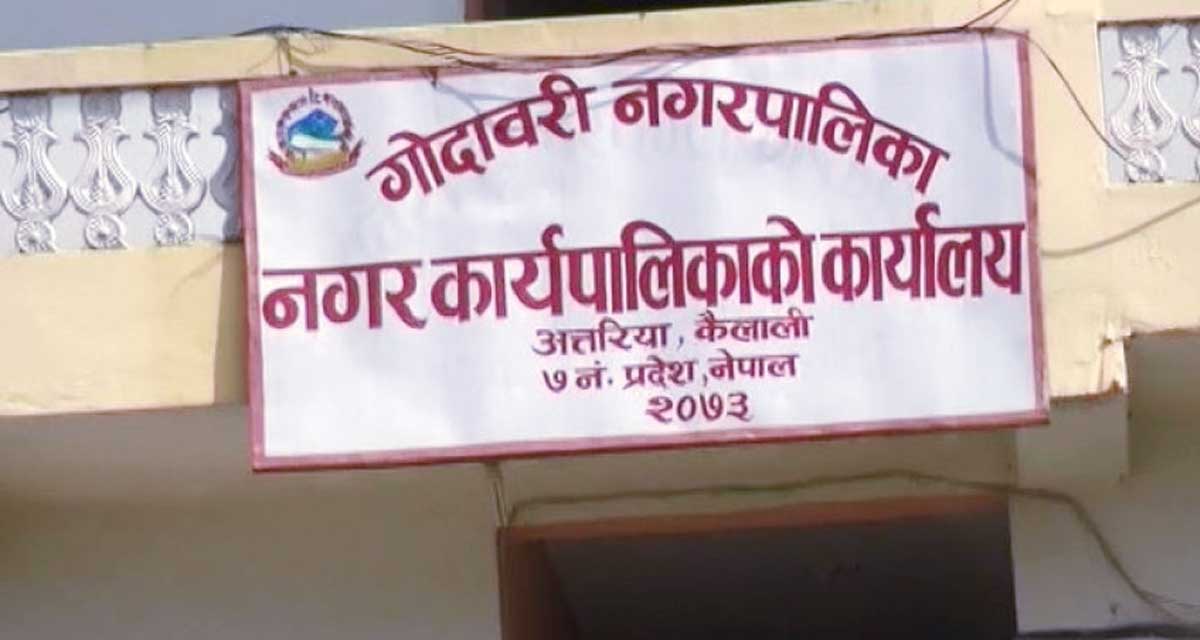 गोदावरी नगरपालिका
नगर कार्यपालिकाको कार्यालय
अत्तरिया, कैलाली
७ नं. प्रदेश, नेपाल
२०७३